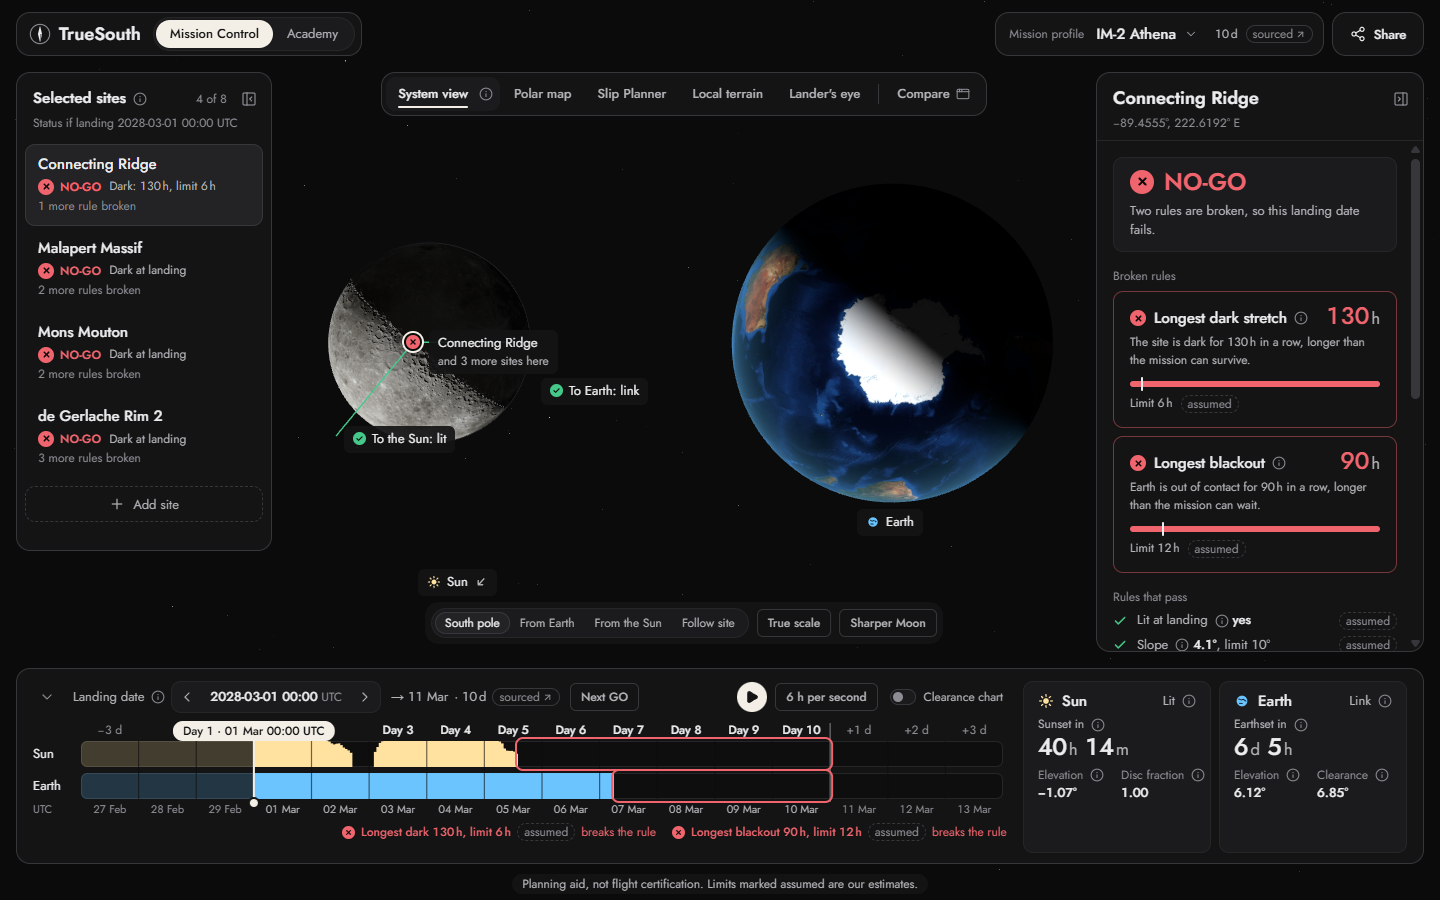 TrueSouth
Mission Control
Academy
Mission profile
IM-2 Athena
10 d
sourced ↗
Share
Selected sites
4 of 8
Status if landing 2028-03-01 00:00 UTC
Connecting Ridge
NO-GO Dark: 130 h, limit 6 h
1 more rule broken
Malapert Massif
NO-GO Dark at landing
2 more rules broken
Mons Mouton
NO-GO Dark at landing
2 more rules broken
de Gerlache Rim 2
NO-GO Dark at landing
3 more rules broken
+ Add site
System view
Polar map
Slip Planner
Local terrain
Lander's eye
Compare
Connecting Ridge
and 3 more sites here
To Earth: link
To the Sun: lit
Earth
Sun ↙
South pole
From Earth
From the Sun
Follow site
True scale
Sharper Moon
Connecting Ridge
−89.4555°, 222.6192° E
NO-GO
Two rules are broken, so this landing date
fails.
Broken rules
Longest dark stretch 130 h
The site is dark for 130 h in a row, longer than
the mission can survive.
Limit 6 h assumed
Longest blackout 90 h
Earth is out of contact for 90 h in a row, longer
than the mission can wait.
Limit 12 h assumed
Rules that pass
Lit at landing yes assumed
Slope 4.1°, limit 10° assumed
Landing date
2028-03-01 00:00 UTC
→ 11 Mar · 10 d sourced ↗
Next GO
6 h per second
Clearance chart
−3 d
Day 1 · 01 Mar 00:00 UTC
Day 3
Day 4
Day 5
Day 6
Day 7
Day 8
Day 9
Day 10
+1 d
+2 d
+3 d
Sun
Earth
UTC
27 Feb
28 Feb
29 Feb
01 Mar
02 Mar
03 Mar
04 Mar
05 Mar
06 Mar
07 Mar
08 Mar
09 Mar
10 Mar
11 Mar
12 Mar
13 Mar
Longest dark 130 h, limit 6 h assumed breaks the rule
Longest blackout 90 h, limit 12 h assumed breaks the rule
Sun
Lit
Sunset in
40 h 14 m
Elevation
−1.07°
Disc fraction
1.00
Earth
Link
Earthset in
6 d 5 h
Elevation
6.12°
Clearance
6.85°
Planning aid, not flight certification. Limits marked assumed are our estimates.